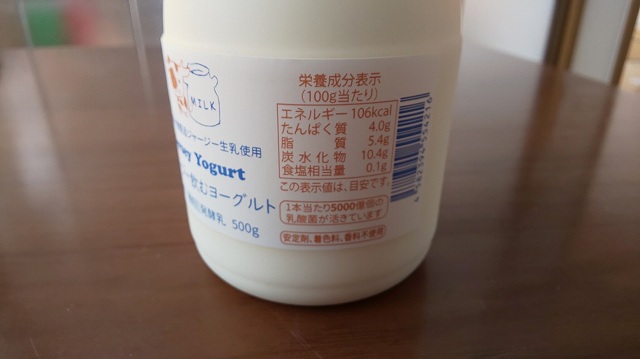 MILK
ジャージー生乳使用
Yogurt
飲むヨーグルト
発酵乳 500g
栄養成分表示
(100g当たり)
エネルギー 106kcal
たんぱく質 4.0g
脂質 5.4g
炭水化物 10.4g
食塩相当量 0.1g
この表示値は、目安です。
1本当たり5000億個の
乳酸菌が活きています
安定剤、着色料、香料不使用